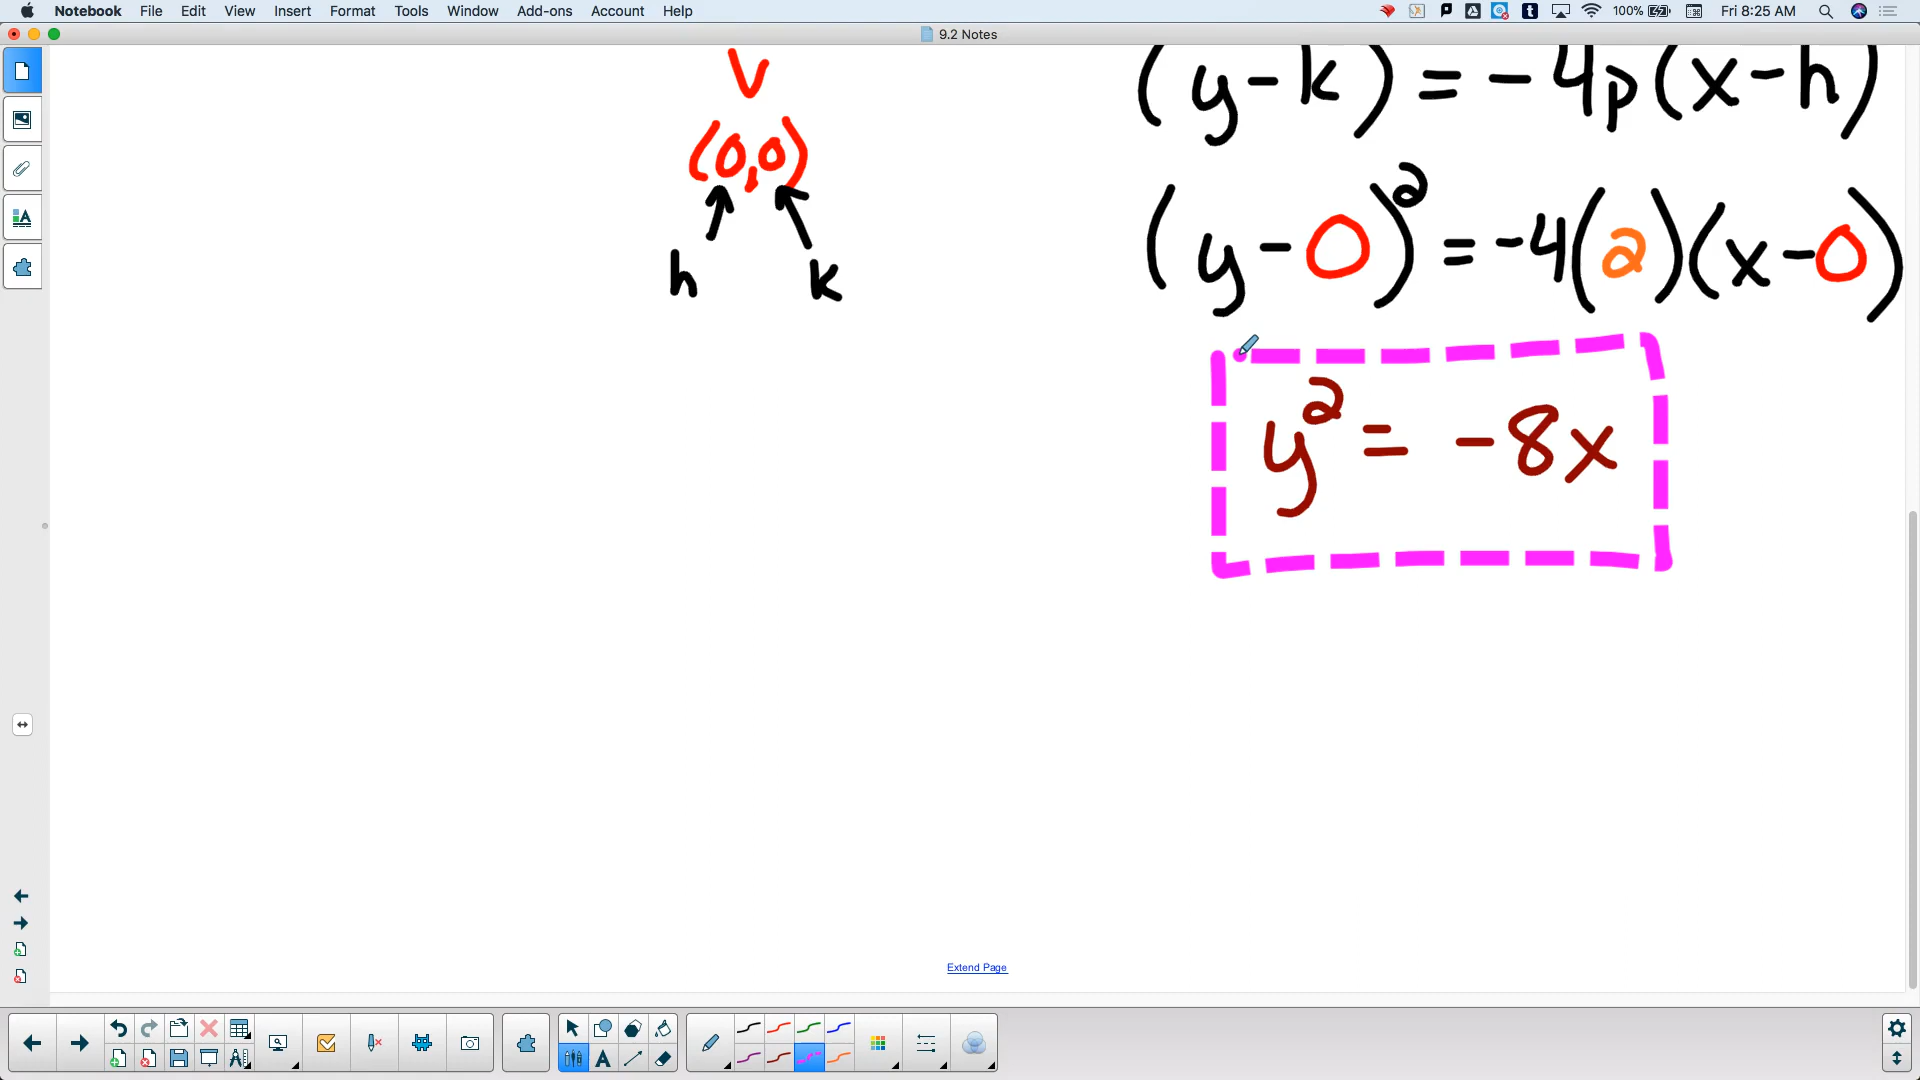 Notebook File Edit View Insert Format Tools Window Add-ons Account Help 100% Fri 8:25 AM
9.2 Notes
V
(0,0)
h k
(y-k) = -4p(x-h)
(y-0)² = -4(2)(x-0)
y² = -8x
Extend Page